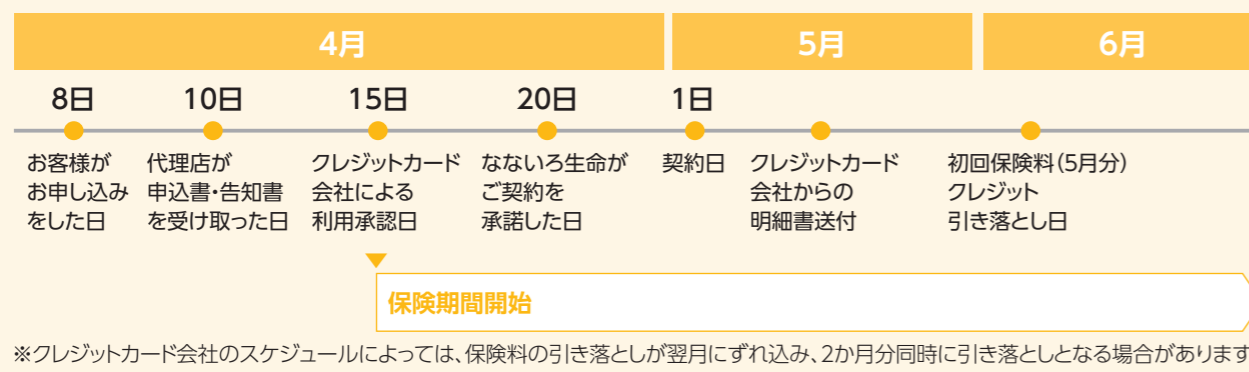 4月 5月 6月
8日 10日 15日 20日 1日
お客様が
お申し込み
をした日
代理店が
申込書・告知書
を受け取った日
クレジットカード
会社による
利用承認日
なないろ生命が
ご契約を
承諾した日
契約日
クレジットカード
会社からの
明細書送付
初回保険料（5月分）
クレジット
引き落とし日
保険期間開始
※クレジットカード会社のスケジュールによっては、保険料の引き落としが翌月にずれ込み、2か月分同時に引き落としとなる場合があります